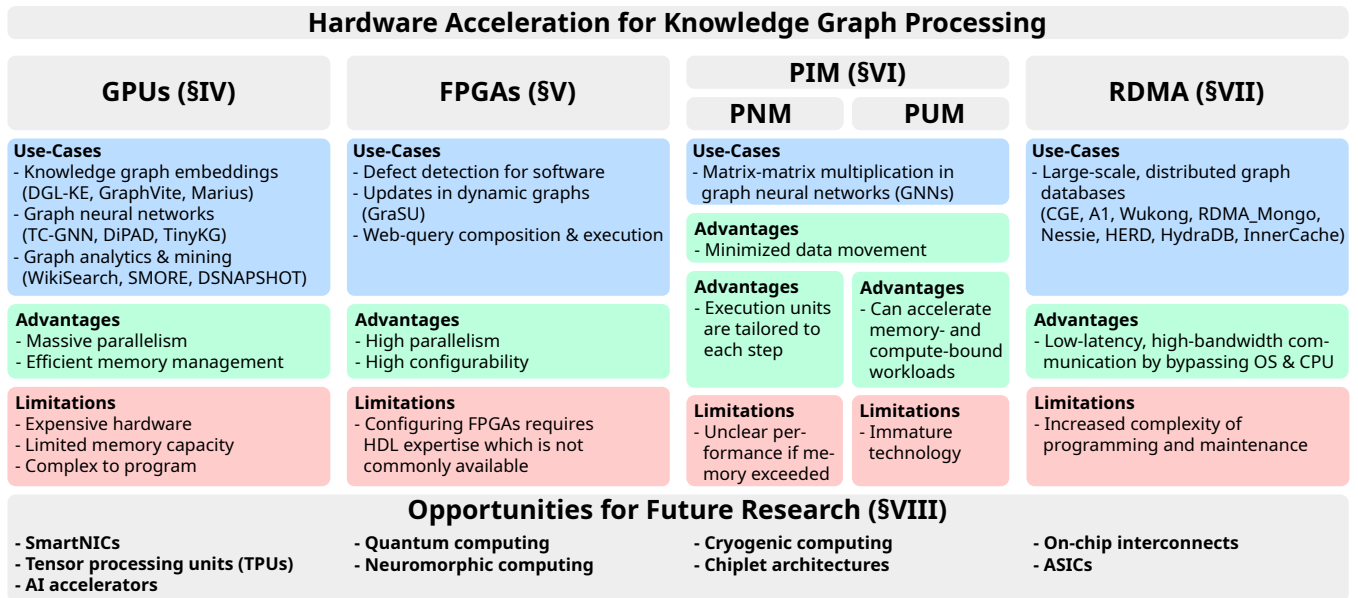 Hardware Acceleration for Knowledge Graph Processing
GPUs (§IV)
Use-Cases
- Knowledge graph embeddings
(DGL-KE, GraphVite, Marius)
- Graph neural networks
(TC-GNN, DiPAD, TinyKG)
- Graph analytics & mining
(WikiSearch, SMORE, DSNAPSHOT)
Advantages
- Massive parallelism
- Efficient memory management
Limitations
- Expensive hardware
- Limited memory capacity
- Complex to program
FPGAs (§V)
Use-Cases
- Defect detection for software
- Updates in dynamic graphs
(GraSU)
- Web-query composition & execution
Advantages
- High parallelism
- High configurability
Limitations
- Configuring FPGAs requires
HDL expertise which is not
commonly available
PIM (§VI)
PNM
PUM
Use-Cases
- Matrix-matrix multiplication in
graph neural networks (GNNs)
Advantages
- Minimized data movement
Advantages
- Execution units
are tailored to
each step
Limitations
- Unclear per-
formance if me-
mory exceeded
Advantages
- Can accelerate
memory- and
compute-bound
workloads
Limitations
- Immature
technology
RDMA (§VII)
Use-Cases
- Large-scale, distributed graph
databases
(CGE, A1, Wukong, RDMA_Mongo,
Nessie, HERD, HydraDB, InnerCache)
Advantages
- Low-latency, high-bandwidth com-
munication by bypassing OS & CPU
Limitations
- Increased complexity of
programming and maintenance
Opportunities for Future Research (§VIII)
- SmartNICs
- Tensor processing units (TPUs)
- AI accelerators
- Quantum computing
- Neuromorphic computing
- Cryogenic computing
- Chiplet architectures
- On-chip interconnects
- ASICs